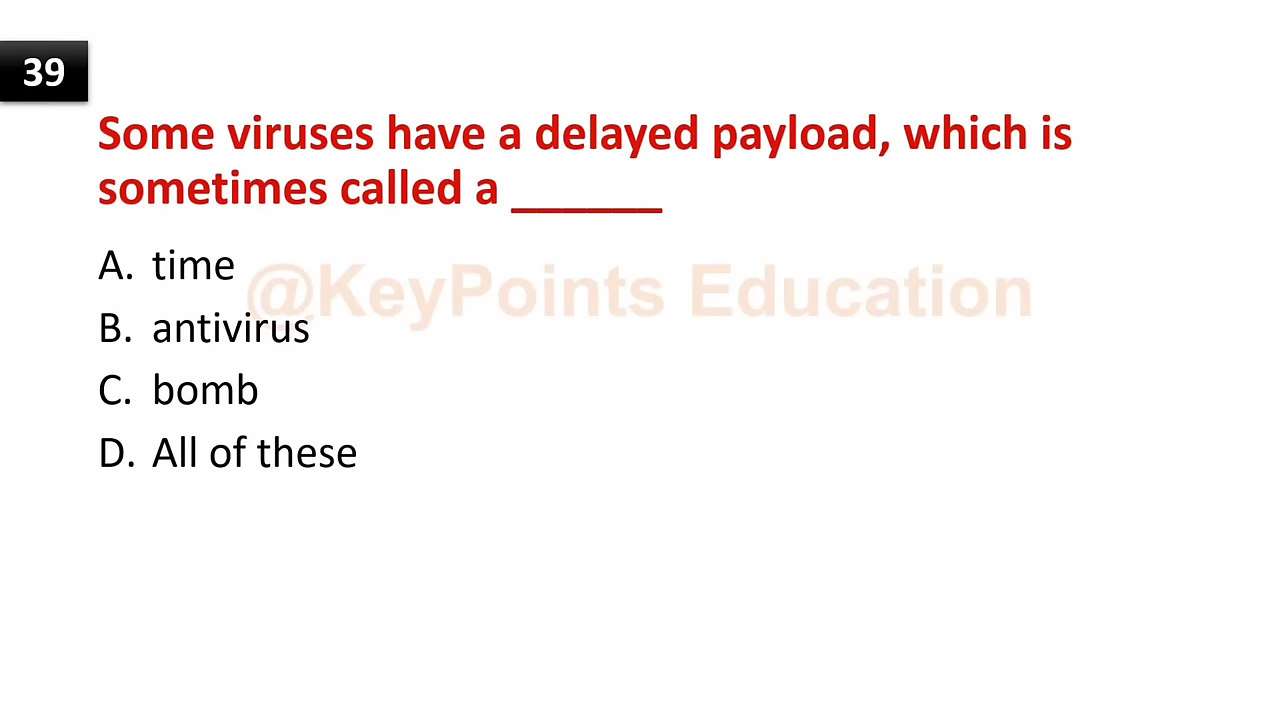 39
Some viruses have a delayed payload, which is
sometimes called a ______
A. time
@KeyPoints Education
B. antivirus
C. bomb
D. All of these